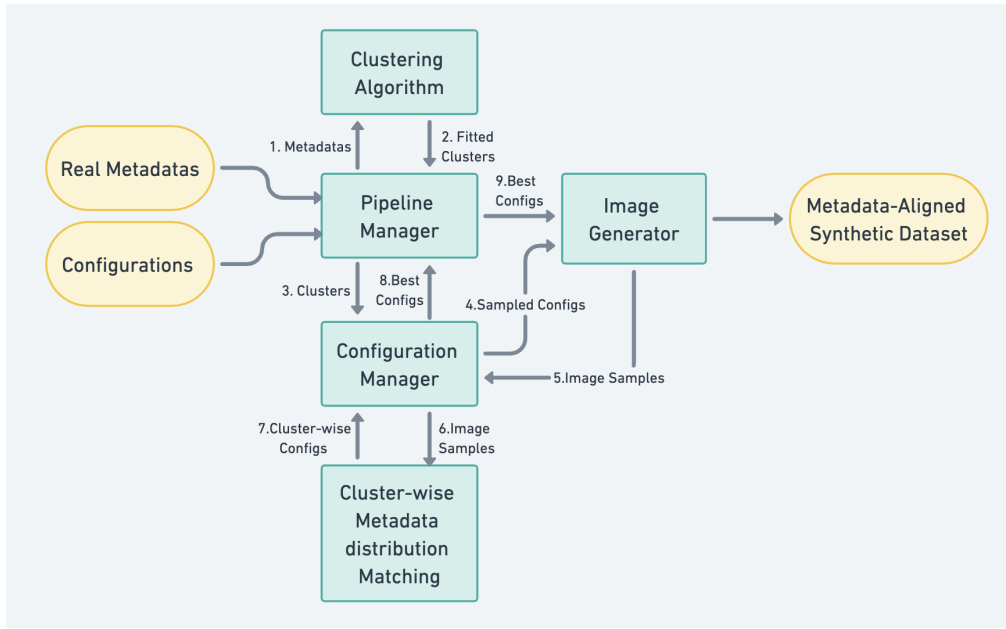 Clustering
Algorithm
1. Metadatas
2. Fitted
Clusters
Real Metadatas
Configurations
Pipeline
Manager
9.Best
Configs
Image
Generator
Metadata-Aligned
Synthetic Dataset
3. Clusters
8.Best
Configs
4.Sampled Configs
Configuration
Manager
5.Image Samples
7.Cluster-wise
Configs
6.Image
Samples
Cluster-wise
Metadata
distribution
Matching